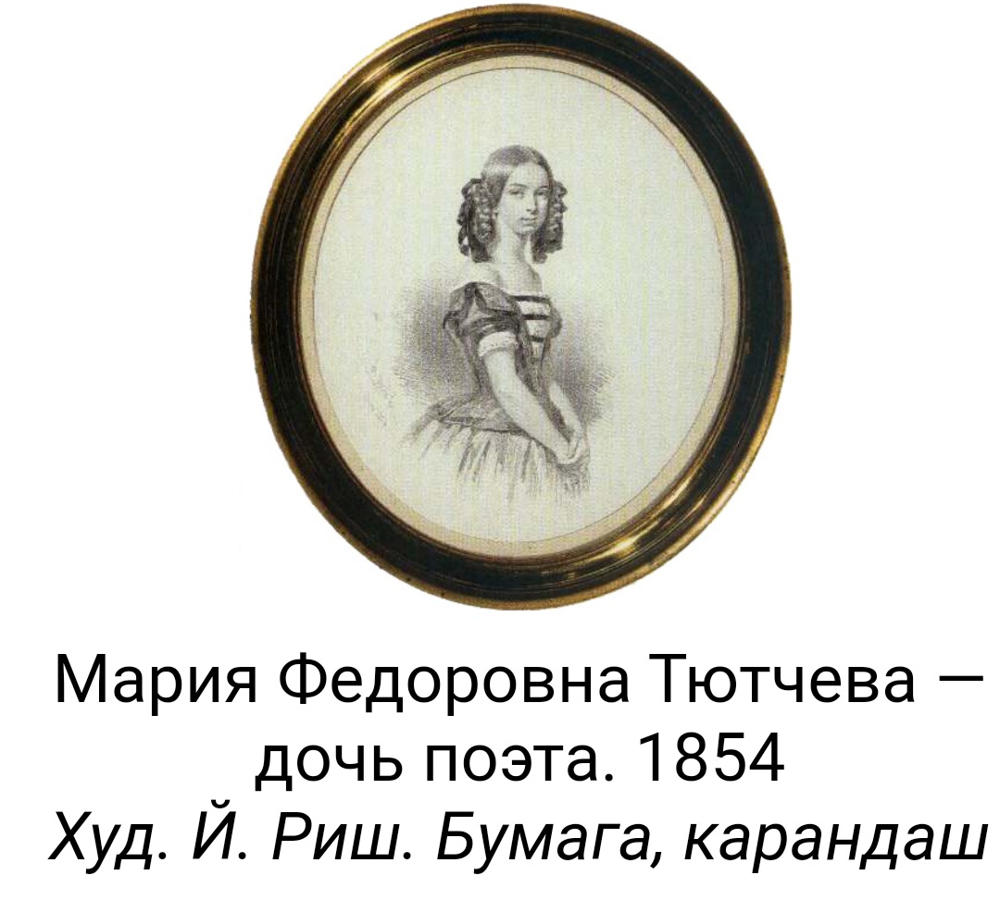 Мария Федоровна Тютчева —
дочь поэта. 1854
Худ. Й. Риш. Бумага, карандаш